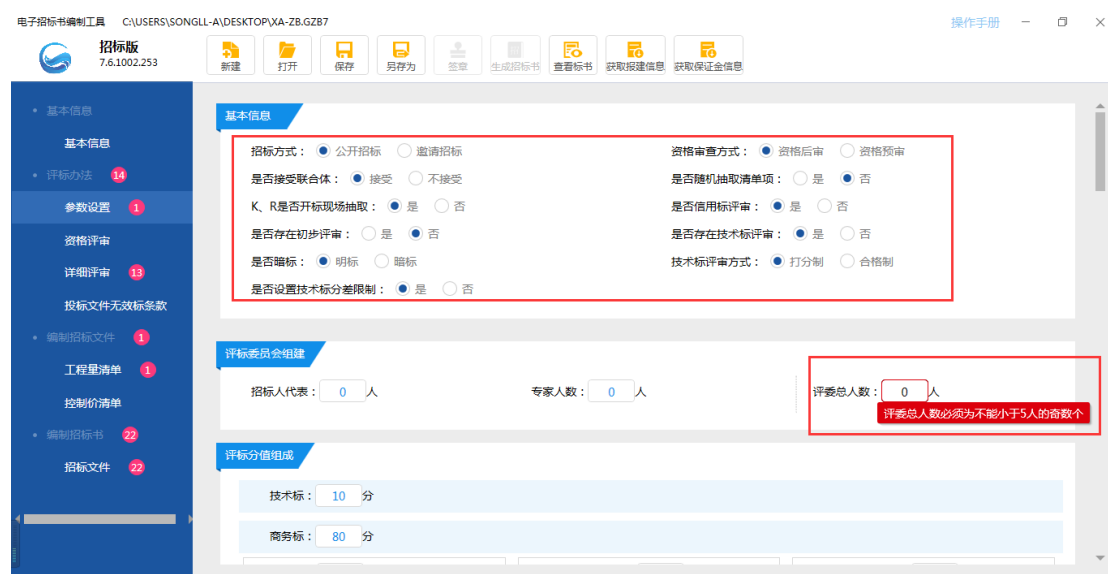 电子招标书编制工具 C:\USERS\SONGLL-A\DESKTOP\XA-ZB.GZB7 操作手册
招标版
7.6.1002.253
新建 打开 保存 另存为 签章 生成招标书 查看标书 获取报建信息 获取保证金信息
基本信息
基本信息
评标办法 14
参数设置 1
资格评审
详细评审 13
投标文件无效标条款
编制招标文件 1
工程量清单 1
控制价清单
编制招标书 22
招标文件 22
基本信息
招标方式： 公开招标 邀请招标 资格审查方式： 资格后审 资格预审
是否接受联合体： 接受 不接受 是否随机抽取清单项： 是 否
K、R是否开标现场抽取： 是 否 是否信用标评审： 是 否
是否存在初步评审： 是 否 是否存在技术标评审： 是 否
是否暗标： 明标 暗标 技术标评审方式： 打分制 合格制
是否设置技术标分差限制： 是 否
评标委员会组建
招标人代表： 0 人 专家人数： 0 人 评委总人数： 0 人
评委总人数必须为不能小于5人的奇数个
评标分值组成
技术标： 10 分
商务标： 80 分